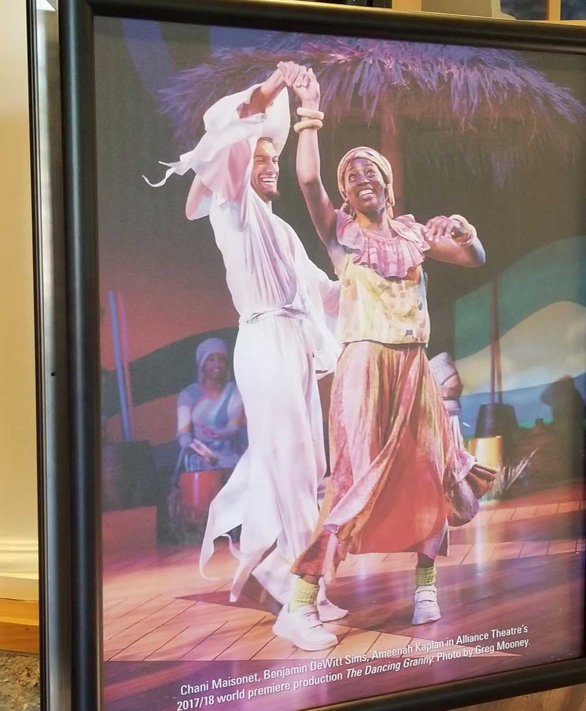 Chani Maisonet, Benjamin DeWitt Sims, Ameenah Kaplan in Alliance Theatre's
2017/18 world premiere production The Dancing Granny. Photo by Greg Mooney.